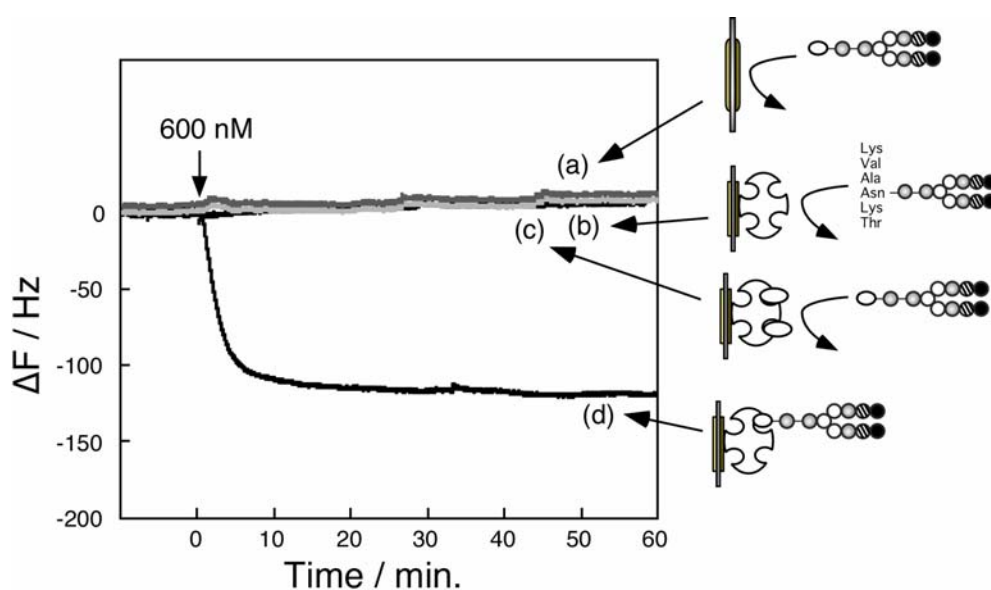 600 nM
(a)
(b)
(c)
(d)
0
-50
-100
-150
-200
ΔF / Hz
0
10
20
30
40
50
60
Time / min.
Lys
Val
Ala
Asn
Lys
Thr